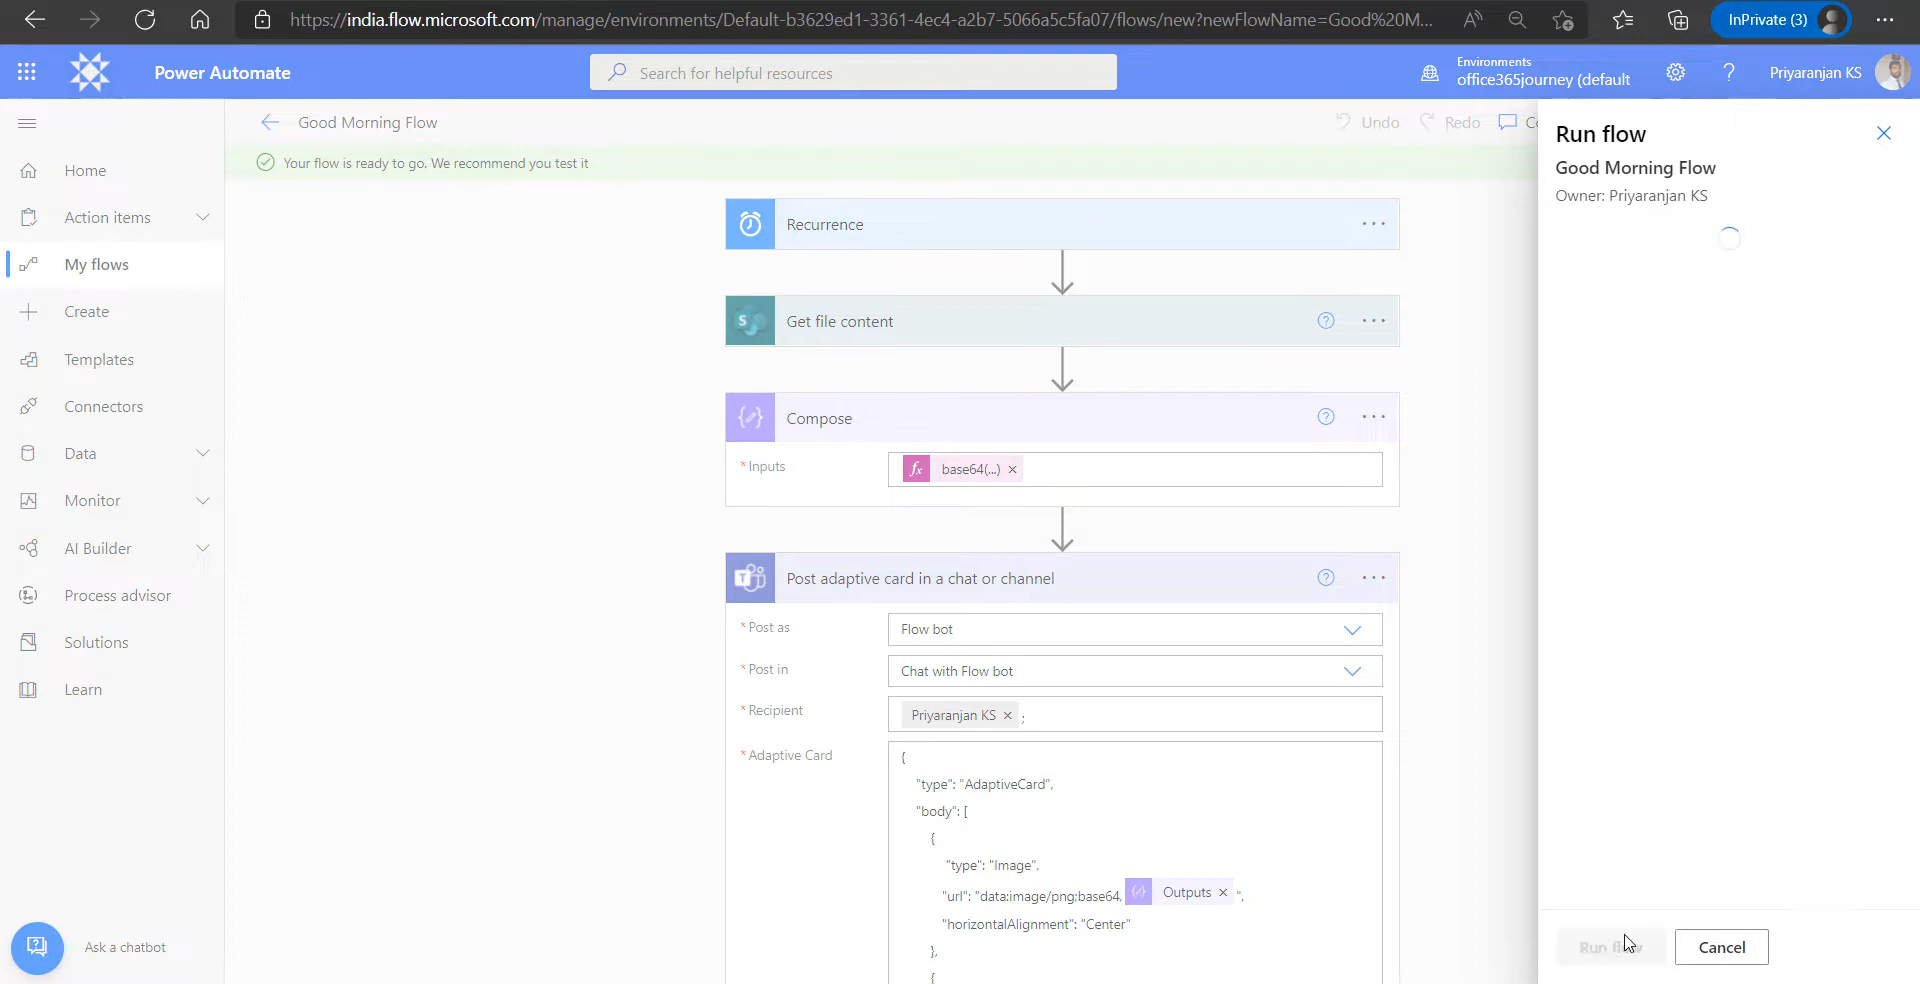 https://india.flow.microsoft.com/manage/environments/Default-b3629ed1-3361-4ec4-a2b7-5066a5c5fa07/flows/new?newFlowName=Good%20M...
InPrivate (3)
Power Automate
Search for helpful resources
Environments
office365journey (default
Priyaranjan KS
Good Morning Flow
Undo
Redo
Co
Your flow is ready to go. We recommend you test it
Home
Action items
My flows
Create
Templates
Connectors
Data
Monitor
AI Builder
Process advisor
Solutions
Learn
Ask a chatbot
Recurrence
Get file content
Compose
* Inputs
fx base64(...) ×
Post adaptive card in a chat or channel
* Post as
Flow bot
* Post in
Chat with Flow bot
* Recipient
Priyaranjan KS × ;
* Adaptive Card
{
"type": "AdaptiveCard",
"body": [
{
"type": "Image",
"url": "data:image/png;base64, Outputs × ",
"horizontalAlignment": "Center"
},
{
Run flow
Good Morning Flow
Owner: Priyaranjan KS
Run flow
Cancel